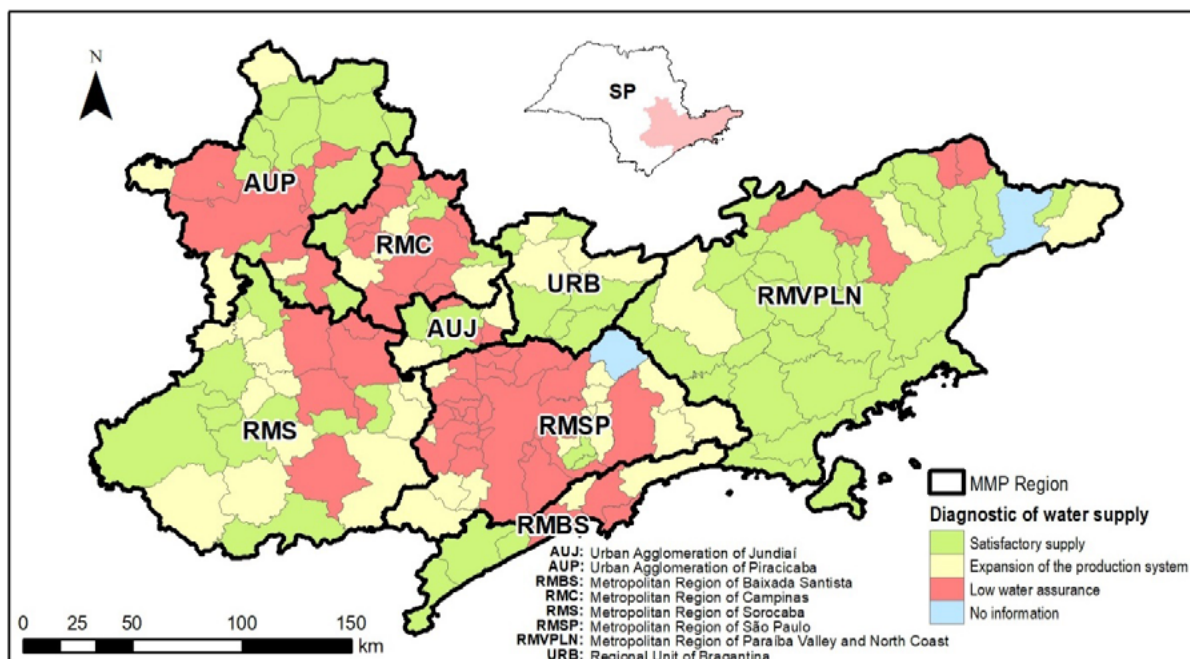 N
SP
AUP
RMC
URB
RMVPLN
AUJ
RMS
RMSP
RMBS
MMP Region
Diagnostic of water supply
Satisfactory supply
Expansion of the production system
Low water assurance
No information
AUJ: Urban Agglomeration of Jundiaí
AUP: Urban Agglomeration of Piracicaba
RMBS: Metropolitan Region of Baixada Santista
RMC: Metropolitan Region of Campinas
RMS: Metropolitan Region of Sorocaba
RMSP: Metropolitan Region of São Paulo
RMVPLN: Metropolitan Region of Paraíba Valley and North Coast
URB: Regional Unit of Bragantina
0 25 50 100 150
km